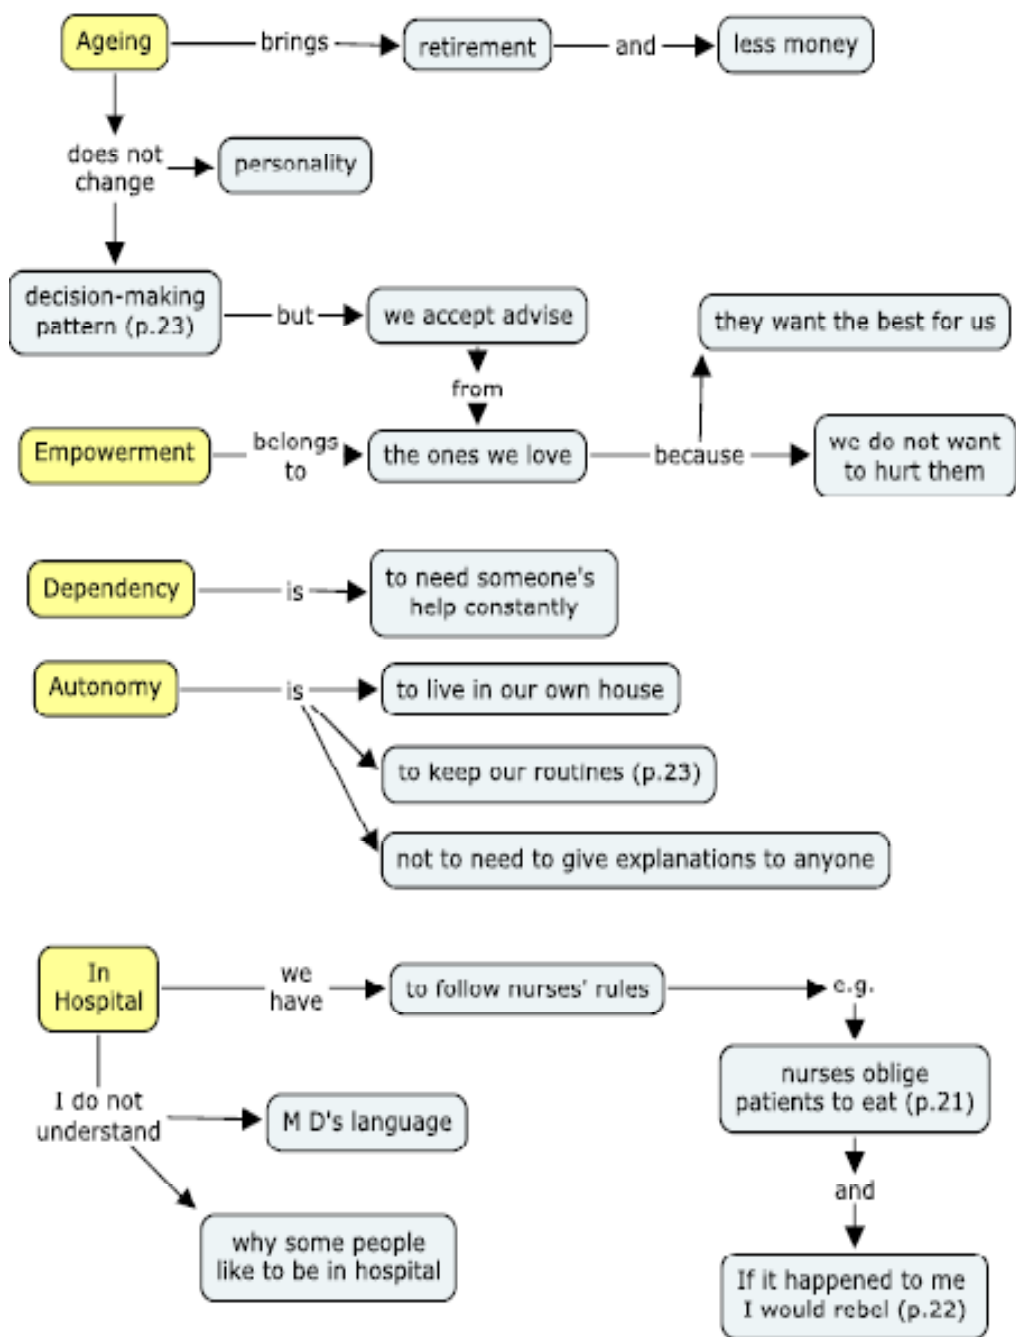 Ageing
brings
retirement
and
less money
does not
change
personality
decision-making
pattern (p.23)
but
we accept advise
they want the best for us
from
Empowerment
belongs
to
the ones we love
because
we do not want
to hurt them
Dependency
is
to need someone's
help constantly
Autonomy
is
to live in our own house
to keep our routines (p.23)
not to need to give explanations to anyone
In
Hospital
we
have
to follow nurses' rules
e.g.
nurses oblige
patients to eat (p.21)
I do not
understand
M D's language
and
why some people
like to be in hospital
If it happened to me
I would rebel (p.22)